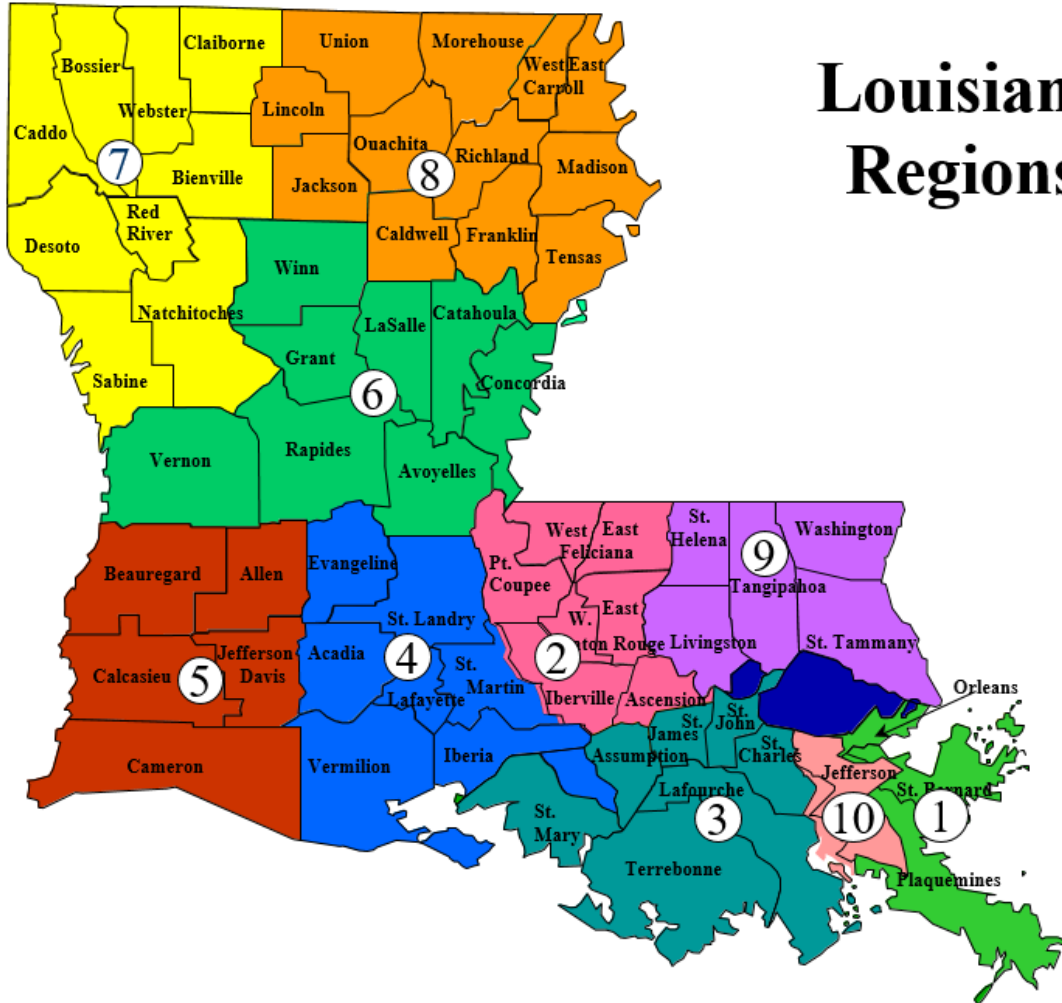 Louisian
Regions
Claiborne
Union
Morehouse
Bossier
West East
Carroll
Webster
Lincoln
Caddo
Ouachita
Richland
7
8
Madison
Bienville
Jackson
Red
River
Desoto
Caldwell
Franklin
Tensas
Winn
Natchitoches
LaSalle
Catahoula
Grant
Sabine
Concordia
6
Rapides
Vernon
Avoyelles
St.
Helena
Washington
West
Feliciana
East
9
Evangeline
Pt.
Coupee
Beauregard
Allen
Tangipahoa
W.
East
nton Rouge
St. Landry
Livingston
St. Tammany
Acadia
4
2
Jefferson
Davis
Calcasieu
5
St.
Martin
Lafayette
Iberville
Ascension
Orleans
St.
James
St.
John
Assumption
St.
Charles
Iberia
Cameron
Vermilion
Jefferson
Lafourche
St. Bernard
St.
Mary
3
10
1
Terrebonne
Plaquemines